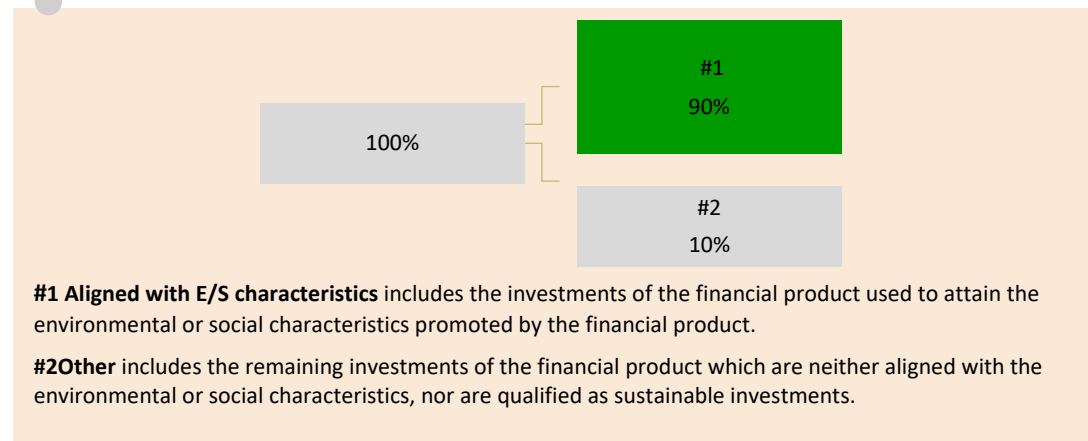 #1
90%
100%
#2
10%
#1 Aligned with E/S characteristics includes the investments of the financial product used to attain the
environmental or social characteristics promoted by the financial product.
#2Other includes the remaining investments of the financial product which are neither aligned with the
environmental or social characteristics, nor are qualified as sustainable investments.